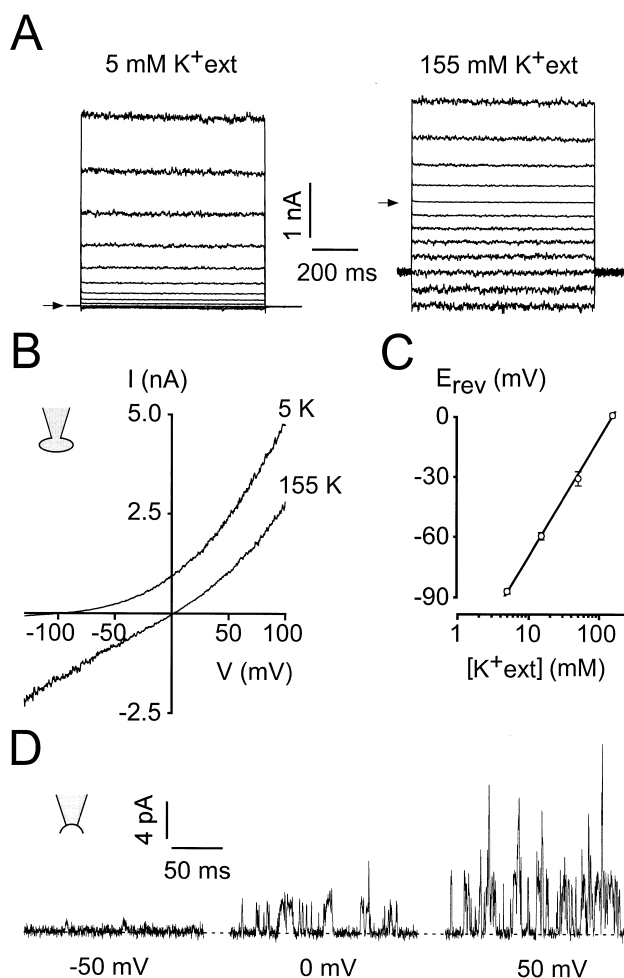 A
5 mM K+ext
155 mM K+ext
1 nA
200 ms
B
I (nA)
5.0
5 K
155 K
2.5
-100
-50
50
100
V (mV)
-2.5
C
Erev (mV)
0
-30
-60
-90
1
10
100
[K+ext] (mM)
D
4 pA
50 ms
-50 mV
0 mV
50 mV